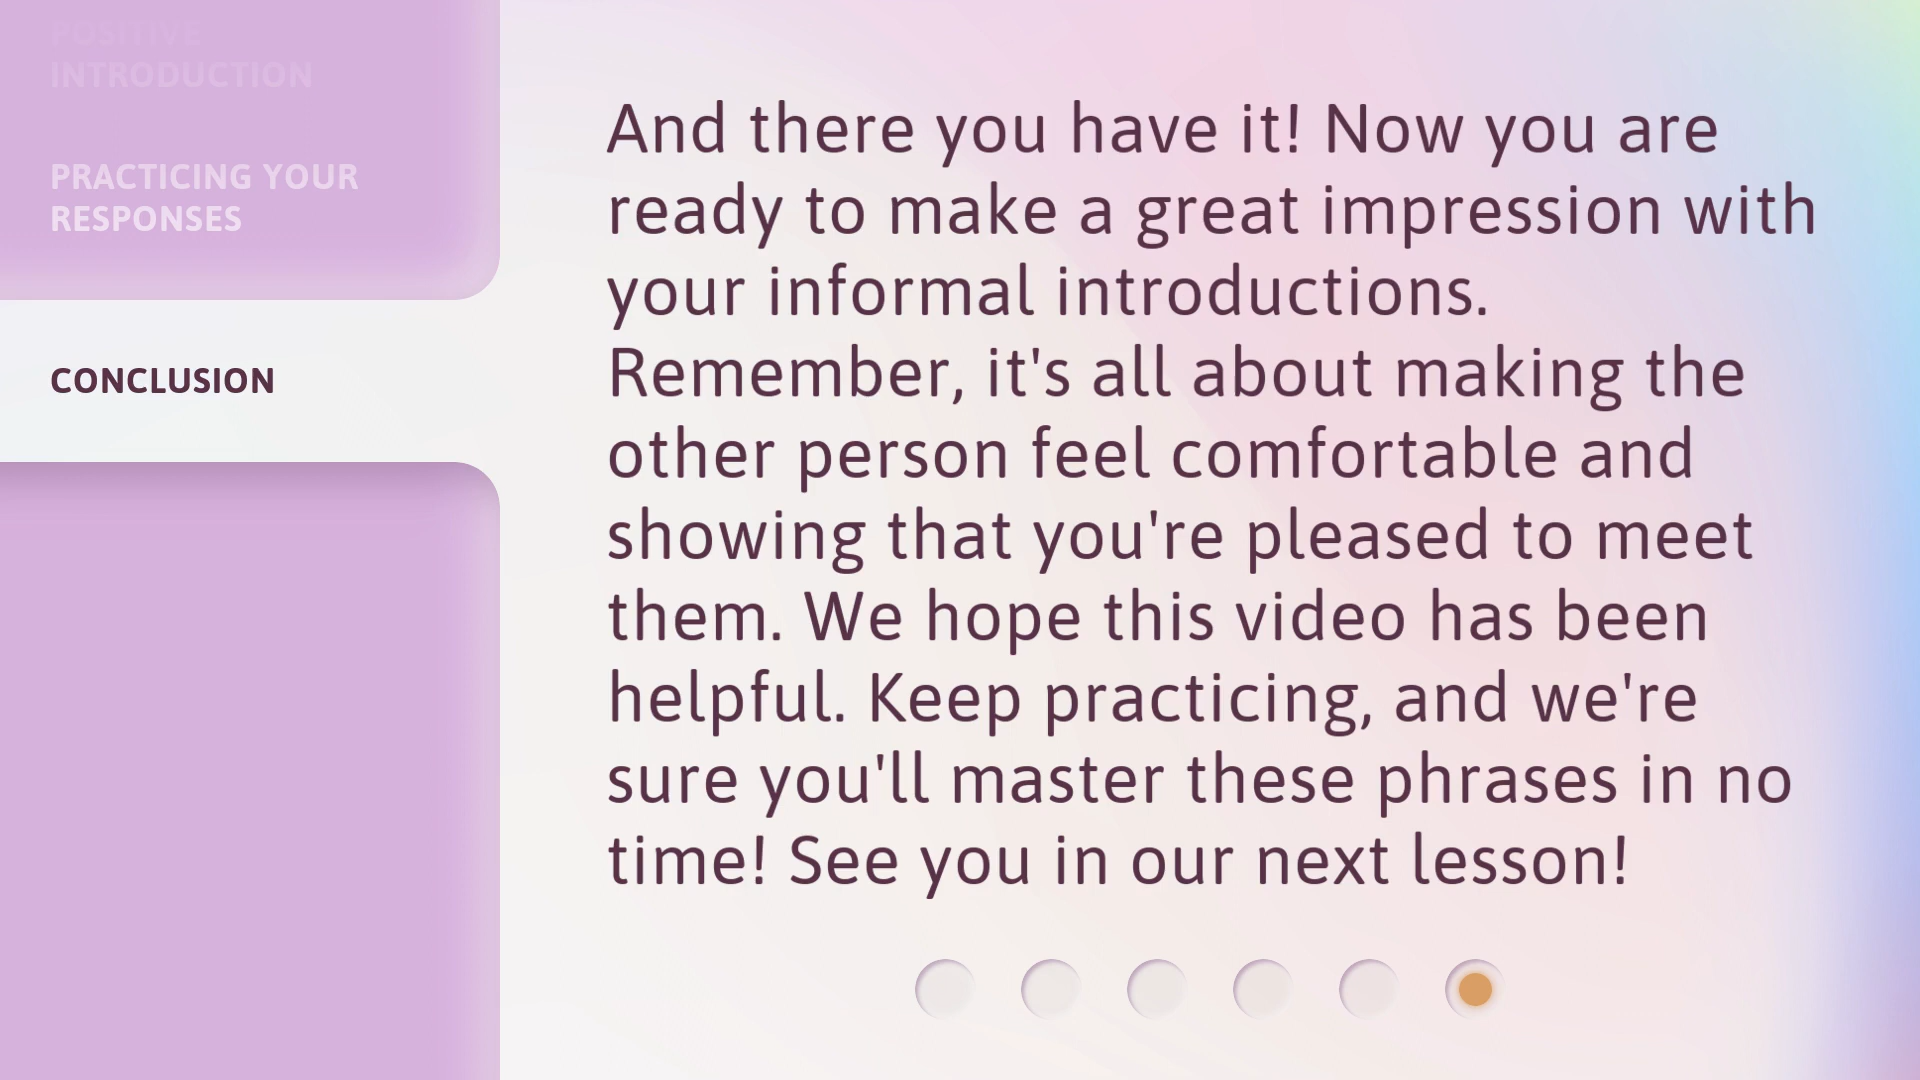 POSITIVE
INTRODUCTION
PRACTICING YOUR
RESPONSES
CONCLUSION
And there you have it! Now you are
ready to make a great impression with
your informal introductions.
Remember, it's all about making the
other person feel comfortable and
showing that you're pleased to meet
them. We hope this video has been
helpful. Keep practicing, and we're
sure you'll master these phrases in no
time! See you in our next lesson!